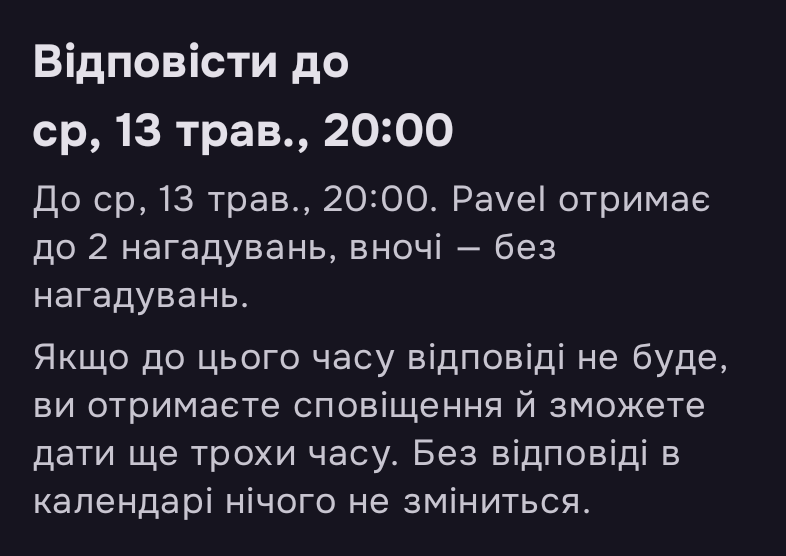 Відповісти до
ср, 13 трав., 20:00
До ср, 13 трав., 20:00. Pavel отримає
до 2 нагадувань, вночі — без
нагадувань.
Якщо до цього часу відповіді не буде,
ви отримаєте сповіщення й зможете
дати ще трохи часу. Без відповіді в
календарі нічого не зміниться.